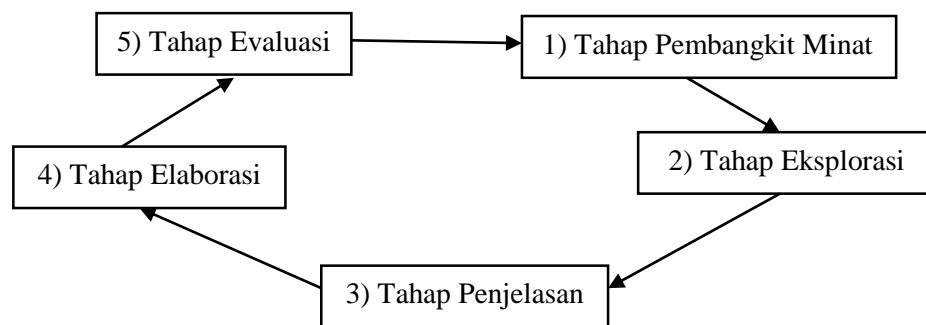 5) Tahap Evaluasi
1) Tahap Pembangkit Minat
2) Tahap Eksplorasi
4) Tahap Elaborasi
3) Tahap Penjelasan